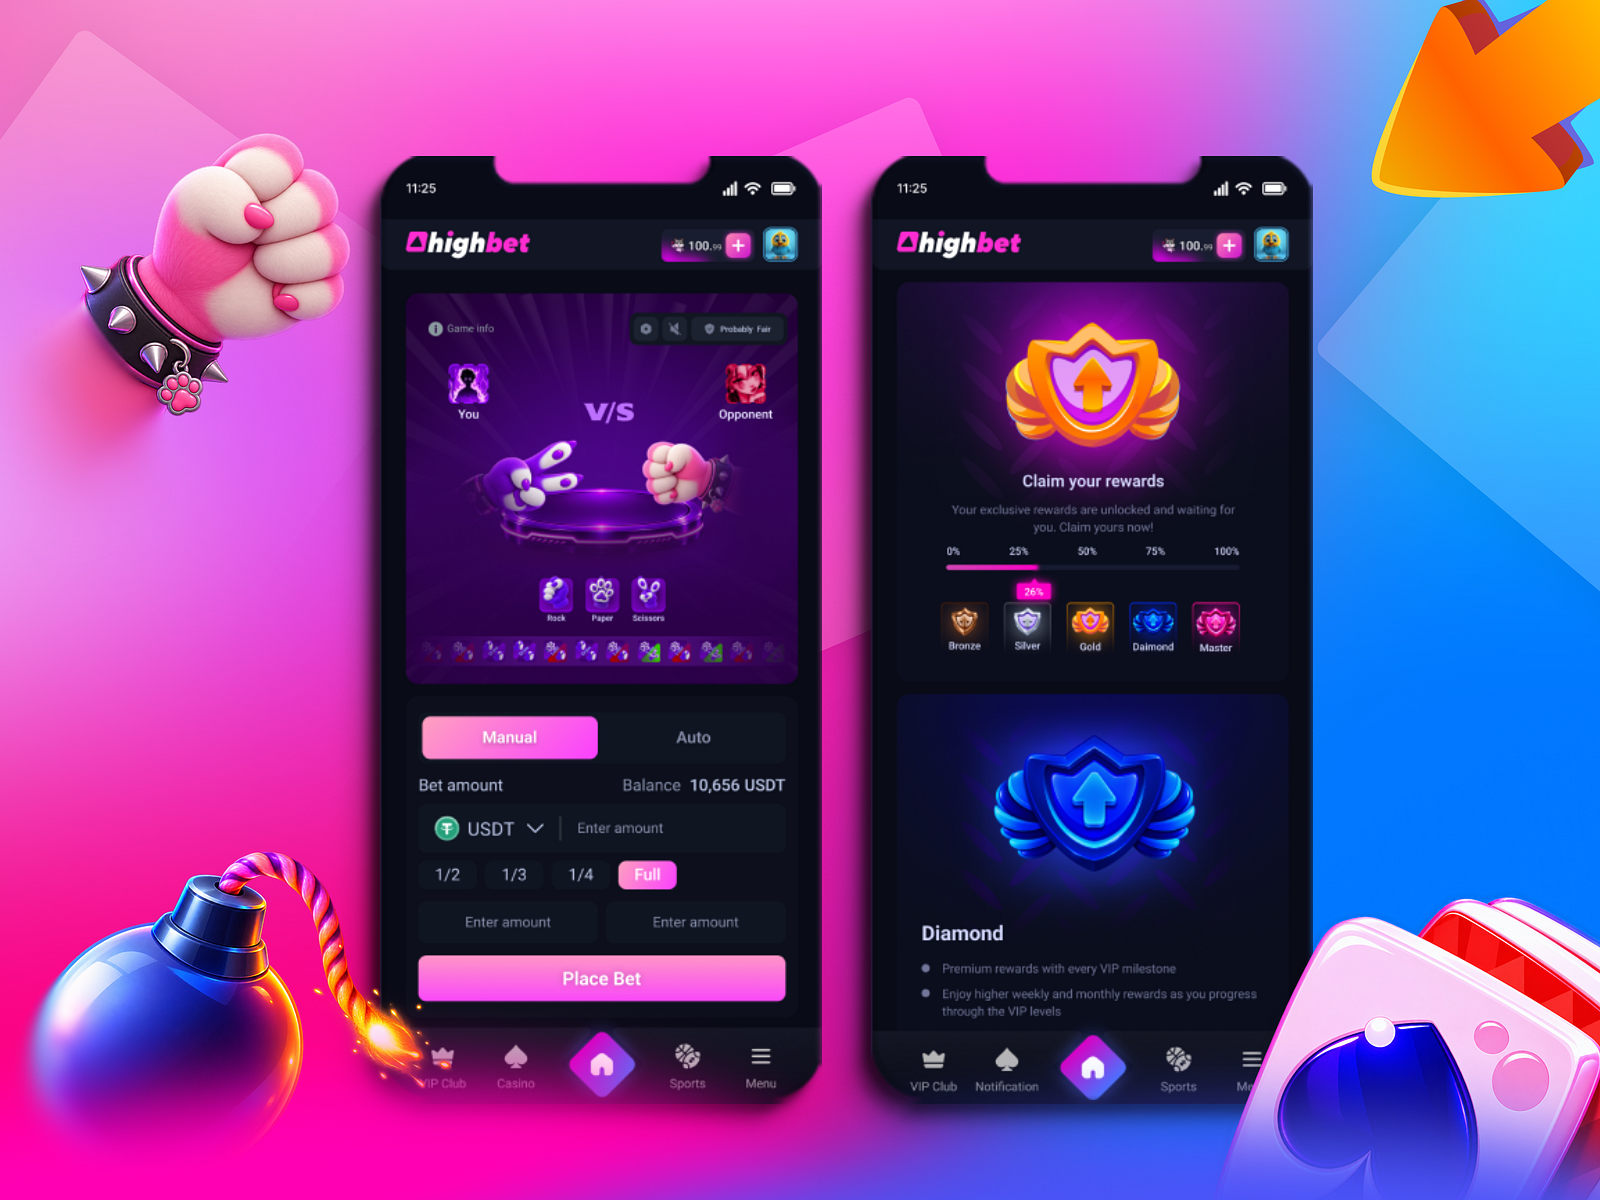 11:25
highbet
100.99
Game info
Probably Fair
You
V/S
Opponent
Rock
Paper
Scissors
Manual
Auto
Bet amount
Balance 10,656 USDT
USDT
Enter amount
1/2
1/3
1/4
Full
Enter amount
Enter amount
Place Bet
VIP Club
Casino
Sports
Menu
11:25
highbet
100.99
Claim your rewards
Your exclusive rewards are unlocked and waiting for
you. Claim yours now!
0%
25%
50%
75%
100%
26%
Bronze
Silver
Gold
Daimond
Master
Diamond
Premium rewards with every VIP milestone
Enjoy higher weekly and monthly rewards as you progress
through the VIP levels
VIP Club
Notification
Sports
Me